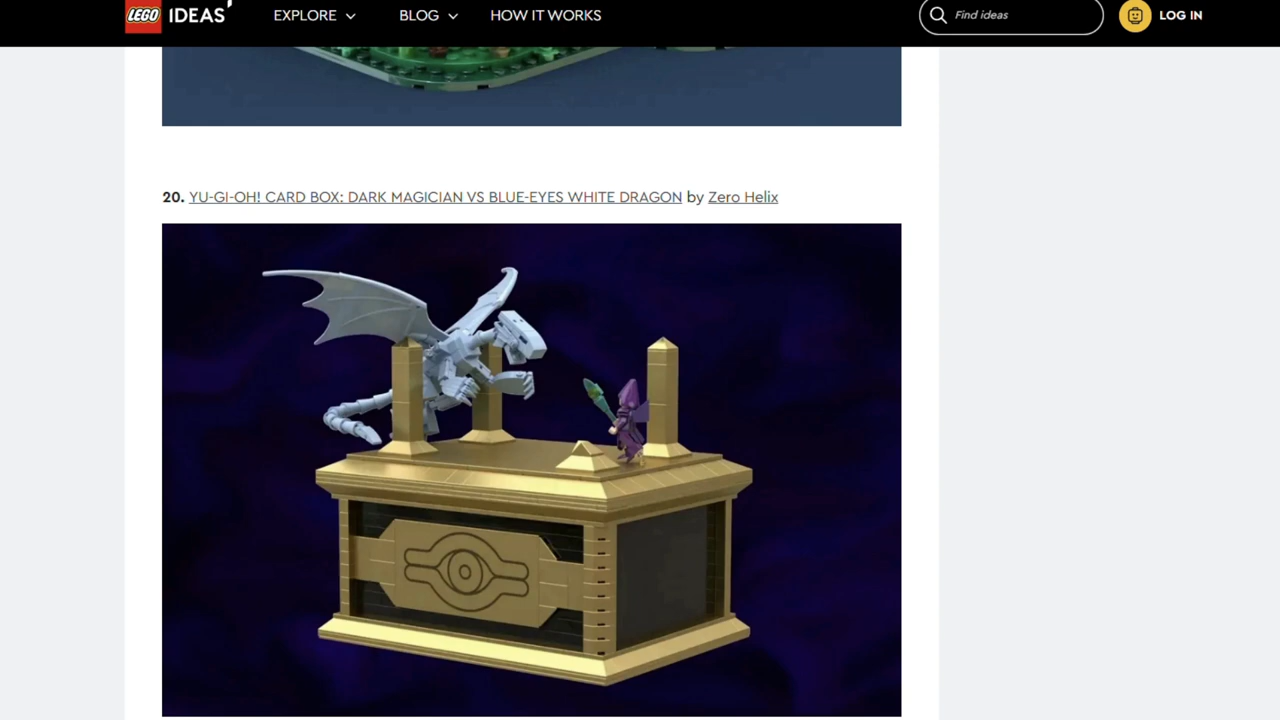 LEGO IDEAS EXPLORE BLOG HOW IT WORKS Find ideas LOG IN
20. YU-GI-OH! CARD BOX: DARK MAGICIAN VS BLUE-EYES WHITE DRAGON by Zero Helix